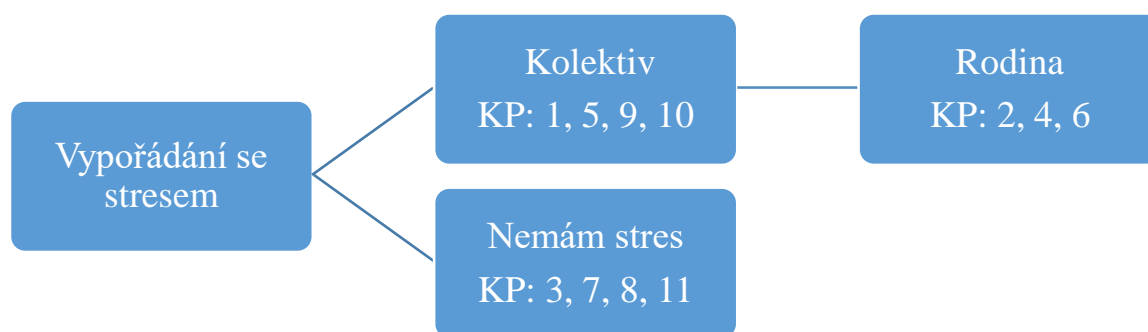 Vypořádání se
stresem
Kolektiv
KP: 1, 5, 9, 10
Rodina
KP: 2, 4, 6
Nemám stres
KP: 3, 7, 8, 11